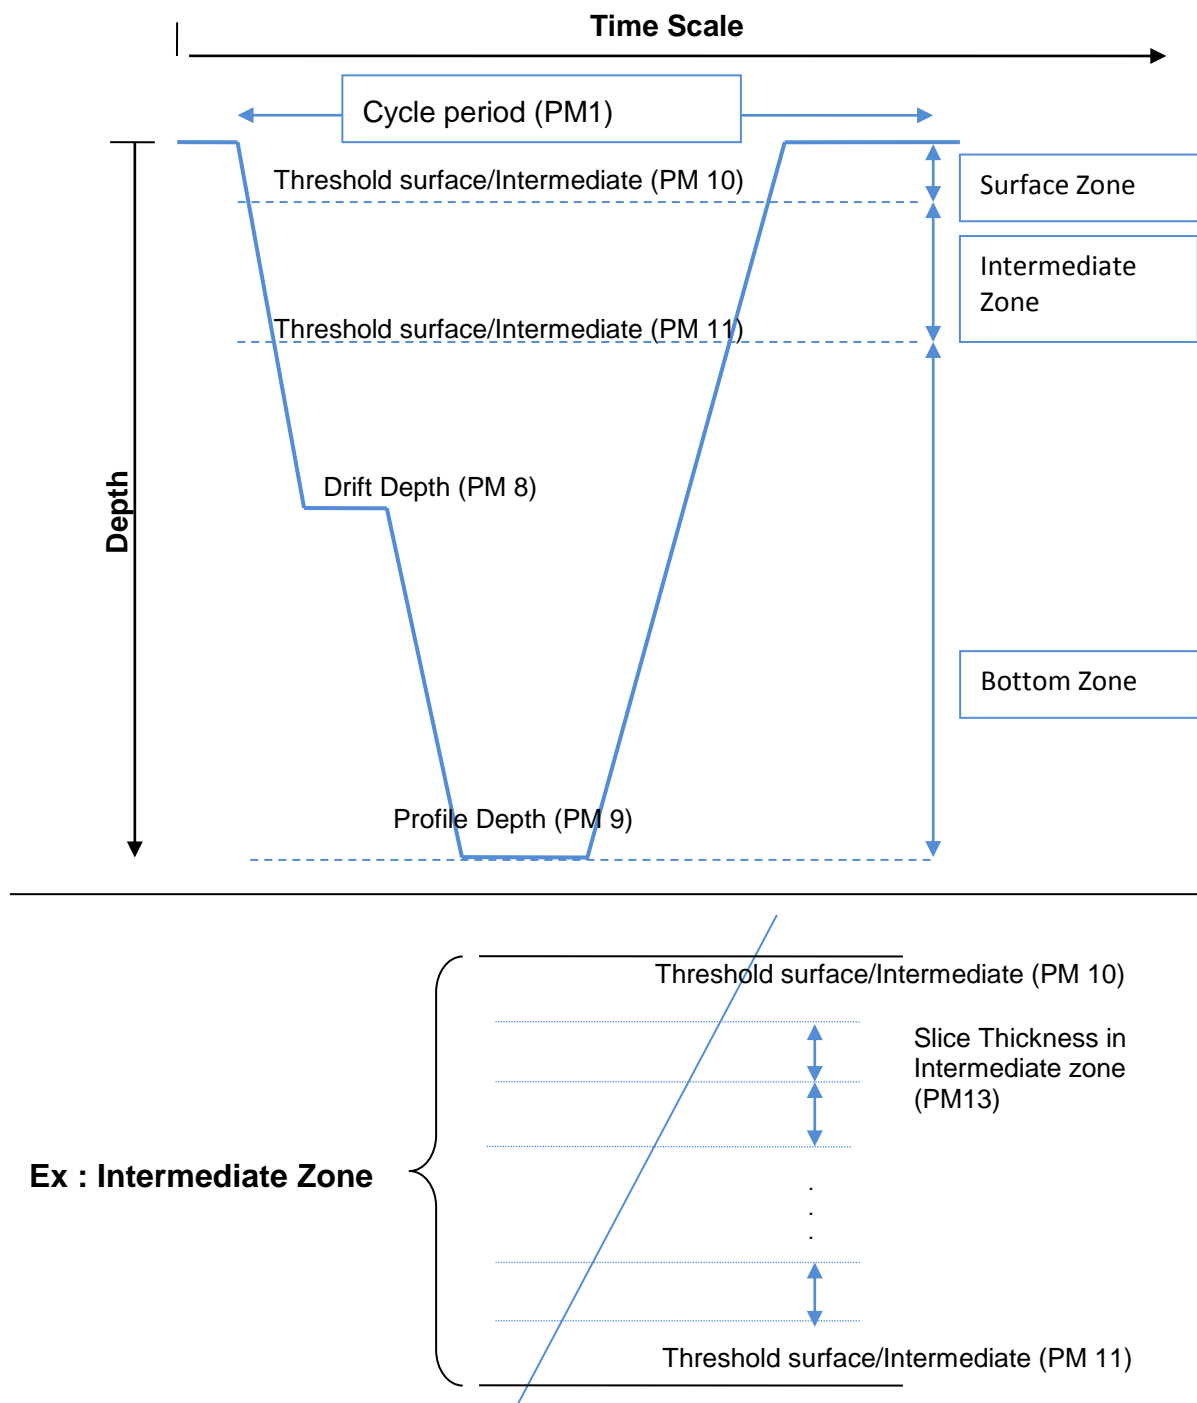 Time Scale
Cycle period (PM1)
Threshold surface/Intermediate (PM 10)
Surface Zone
Intermediate
Zone
Threshold surface/Intermediate (PM 11)
Depth
Drift Depth (PM 8)
Bottom Zone
Profile Depth (PM 9)
Threshold surface/Intermediate (PM 10)
Slice Thickness in
Intermediate zone
(PM13)
Ex : Intermediate Zone
.
.
.
Threshold surface/Intermediate (PM 11)